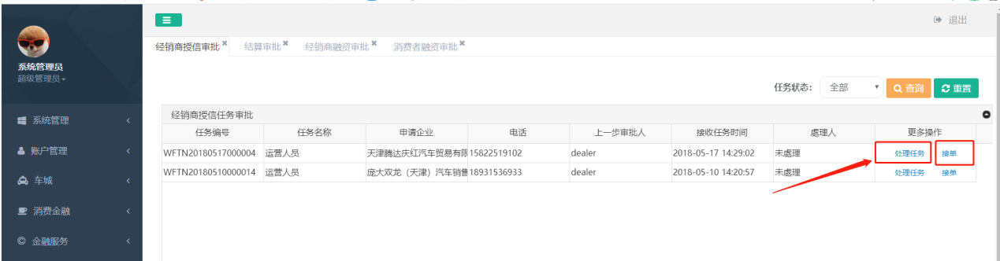 退出
经销商授信审批 结算审批 经销商融资审批 消费者融资审批
系统管理员
超级管理员
任务状态: 全部 查询 重置
经销商授信任务审批
任务编号 任务名称 申请企业 电话 上一步审批人 接收任务时间 處理人 更多操作
WFTN20180517000004 运营人员 天津腾达庆红汽车贸易有限 15822519102 dealer 2018-05-17 14:29:02 未處理 处理任务 接单
WFTN20180510000014 运营人员 庞大双龙（天津）汽车销售 18931536933 dealer 2018-05-10 14:20:57 未處理 处理任务 接单
系统管理
账户管理
车城
消费金融
金融服务